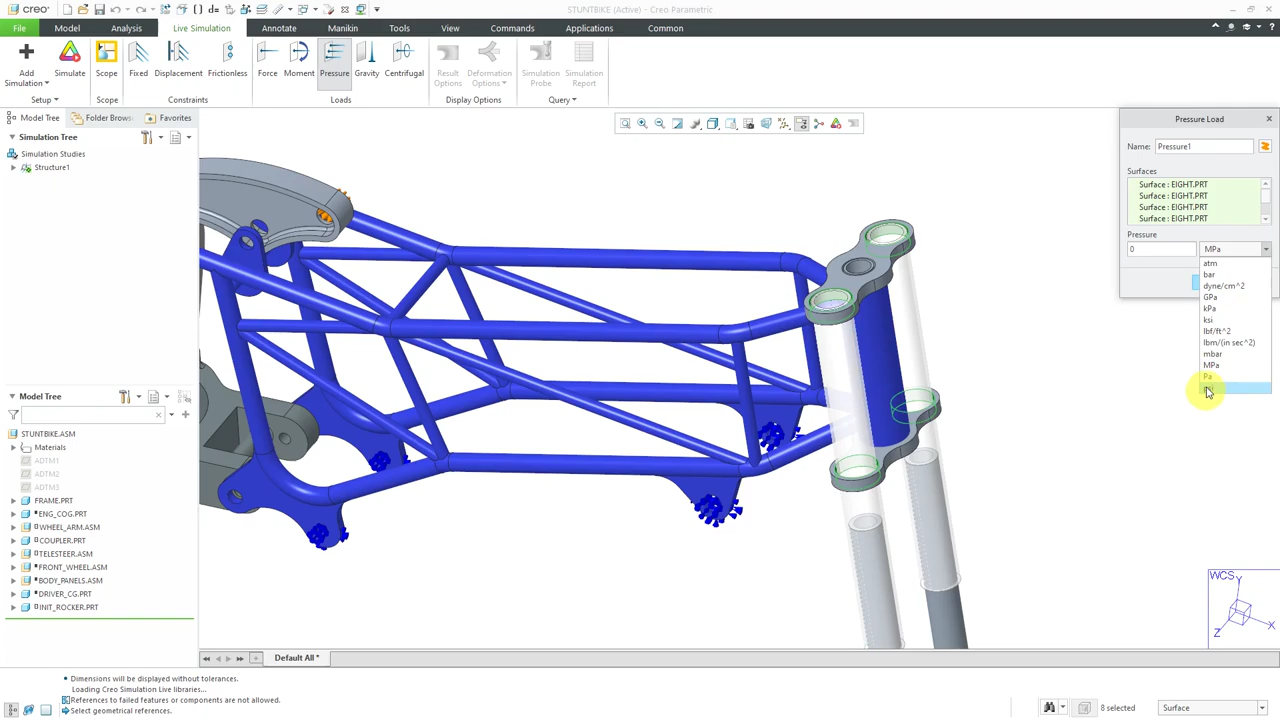 creo
STUNTBIKE (Active) - Creo Parametric
File
Model
Analysis
Live Simulation
Annotate
Manikin
Tools
View
Commands
Applications
Common
Add Simulation
Simulate
Scope
Fixed
Displacement
Frictionless
Force
Moment
Pressure
Gravity
Centrifugal
Result Options
Deformation Options
Simulation Probe
Simulation Report
Setup
Scope
Constraints
Loads
Display Options
Query
Model Tree
Folder Brows
Favorites
Simulation Tree
Simulation Studies
Structure1
Model Tree
STUNTBIKE.ASM
Materials
ADTM1
ADTM2
ADTM3
FRAME.PRT
ENG_COG.PRT
WHEEL_ARM.ASM
COUPLER.PRT
TELESTEER.ASM
FRONT_WHEEL.ASM
BODY_PANELS.ASM
DRIVER_CG.PRT
INIT_ROCKER.PRT
Pressure Load
Name: Pressure1
Surfaces
Surface : EIGHT.PRT
Surface : EIGHT.PRT
Surface : EIGHT.PRT
Surface : EIGHT.PRT
Pressure
0 MPa
atm
bar
dyne/cm^2
GPa
kPa
ksi
lbf/ft^2
lbm/(in sec^2)
mbar
MPa
Pa
WCS
Y
Z
X
Default All *
Dimensions will be displayed without tolerances.
Loading Creo Simulation Live libraries...
References to failed features or components are not allowed.
Select geometrical references.
8 selected
Surface